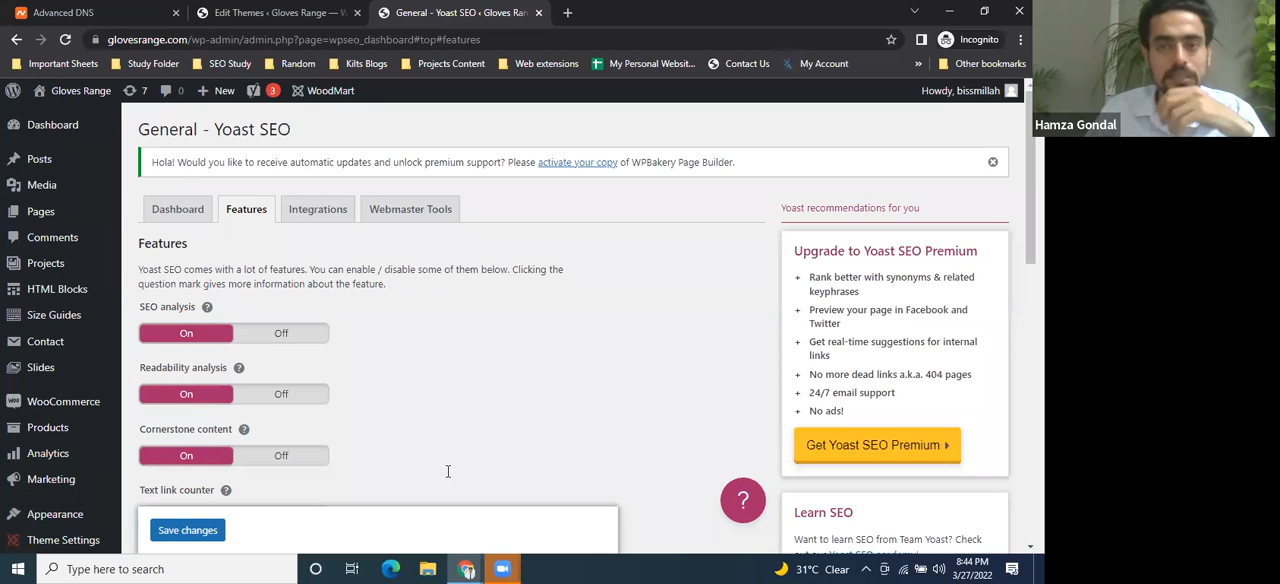 Advanced DNS
Edit Themes ‹ Gloves Range — W
General - Yoast SEO ‹ Gloves Ran
glovesrange.com/wp-admin/admin.php?page=wpseo_dashboard#top#features
Incognito
Important Sheets
Study Folder
SEO Study
Random
Kilts Blogs
Projects Content
Web extensions
My Personal Websit...
Contact Us
My Account
»
Other bookmarks
Gloves Range
7
0
New
3
WoodMart
Howdy, bissmillah
Hamza Gondal
Dashboard
Posts
Media
Pages
Comments
Projects
HTML Blocks
Size Guides
Contact
Slides
WooCommerce
Products
Analytics
Marketing
Appearance
Theme Settings
General - Yoast SEO
Hola! Would you like to receive automatic updates and unlock premium support? Please activate your copy of WPBakery Page Builder.
Dashboard
Features
Integrations
Webmaster Tools
Features
Yoast SEO comes with a lot of features. You can enable / disable some of them below. Clicking the
question mark gives more information about the feature.
SEO analysis ?
On Off
Readability analysis ?
On Off
Cornerstone content ?
On Off
Text link counter ?
Save changes
Yoast recommendations for you
Upgrade to Yoast SEO Premium
+ Rank better with synonyms & related
keyphrases
+ Preview your page in Facebook and
Twitter
+ Get real-time suggestions for internal
links
+ No more dead links a.k.a. 404 pages
+ 24/7 email support
+ No ads!
Get Yoast SEO Premium
?
Learn SEO
Want to learn SEO from Team Yoast? Check
out our Yoast SEO academy!
Type here to search
31°C Clear
8:44 PM
3/27/2022